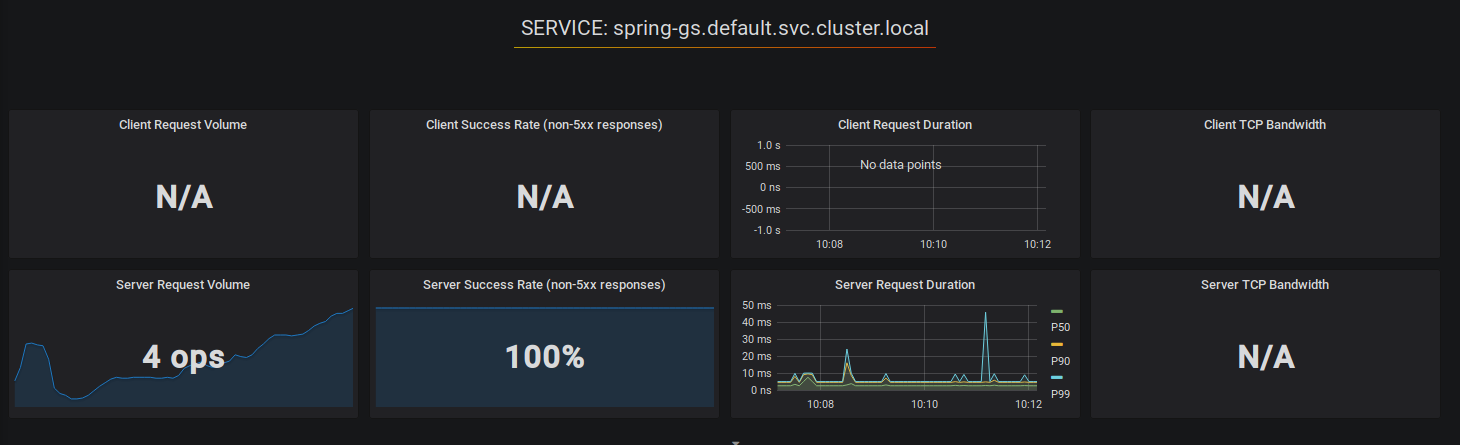 SERVICE: spring-gs.default.svc.cluster.local
Client Request Volume
N/A
Client Success Rate (non-5xx responses)
N/A
Client Request Duration
1.0 s
500 ms
0 ns
-500 ms
-1.0 s
No data points
10:08 10:10 10:12
Client TCP Bandwidth
N/A
Server Request Volume
4 ops
Server Success Rate (non-5xx responses)
100%
Server Request Duration
50 ms
40 ms
30 ms
20 ms
10 ms
0 ns
10:08 10:10 10:12
P50
P90
P99
Server TCP Bandwidth
N/A